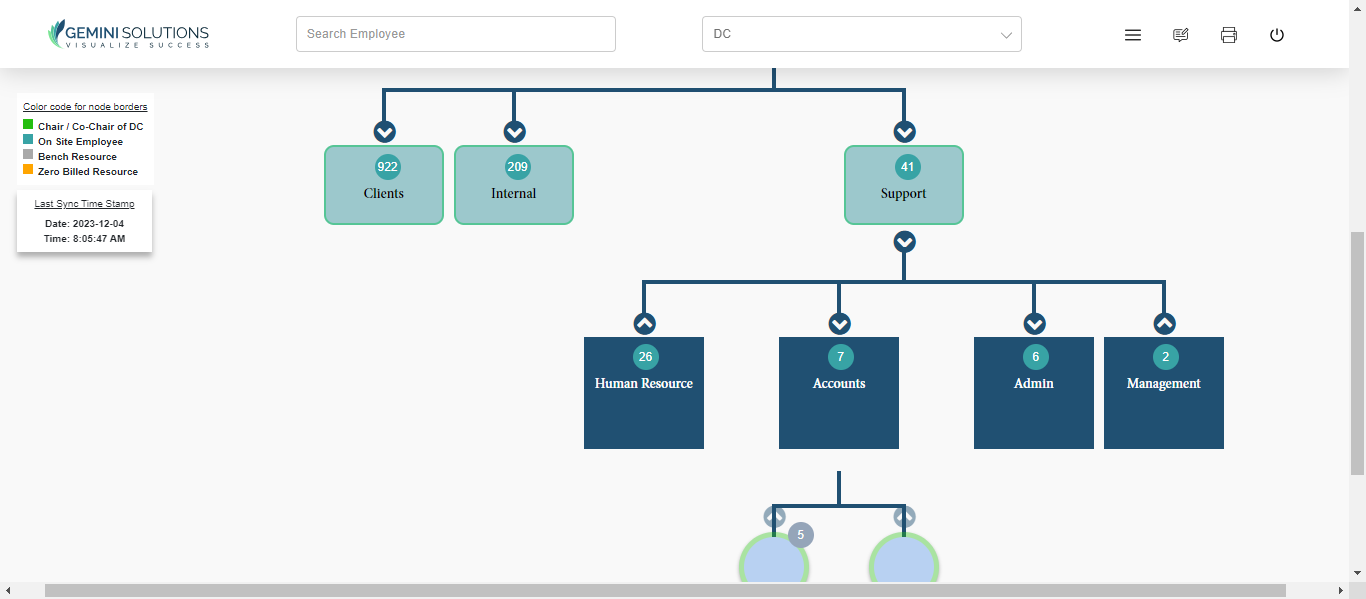 GEMINI SOLUTIONS
VISUALIZE SUCCESS
Search Employee
DC
Color code for node borders
Chair / Co-Chair of DC
On Site Employee
Bench Resource
Zero Billed Resource
Last Sync Time Stamp
Date: 2023-12-04
Time: 8:05:47 AM
922
Clients
209
Internal
41
Support
26
Human Resource
7
Accounts
6
Admin
2
Management
5